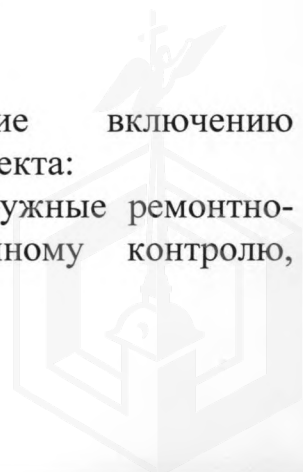 ие включению
екта:
ужные ремонтно-
нному контролю,